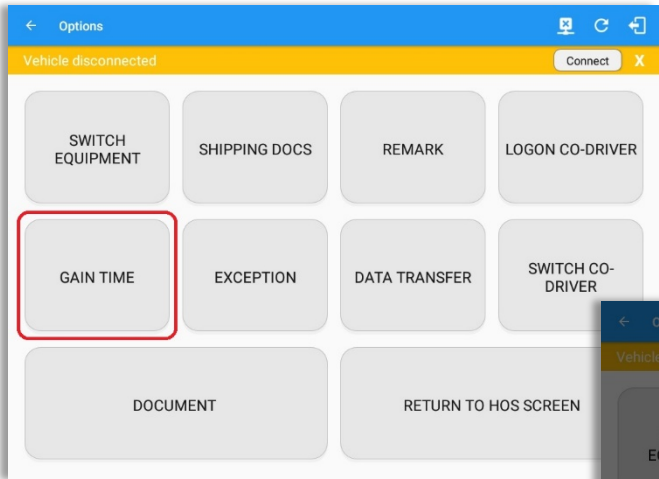 Options
Vehicle disconnected
Connect
X
SWITCH
EQUIPMENT
SHIPPING DOCS
REMARK
LOGON CO-DRIVER
GAIN TIME
EXCEPTION
DATA TRANSFER
SWITCH CO-
DRIVER
DOCUMENT
RETURN TO HOS SCREEN
Vehicle